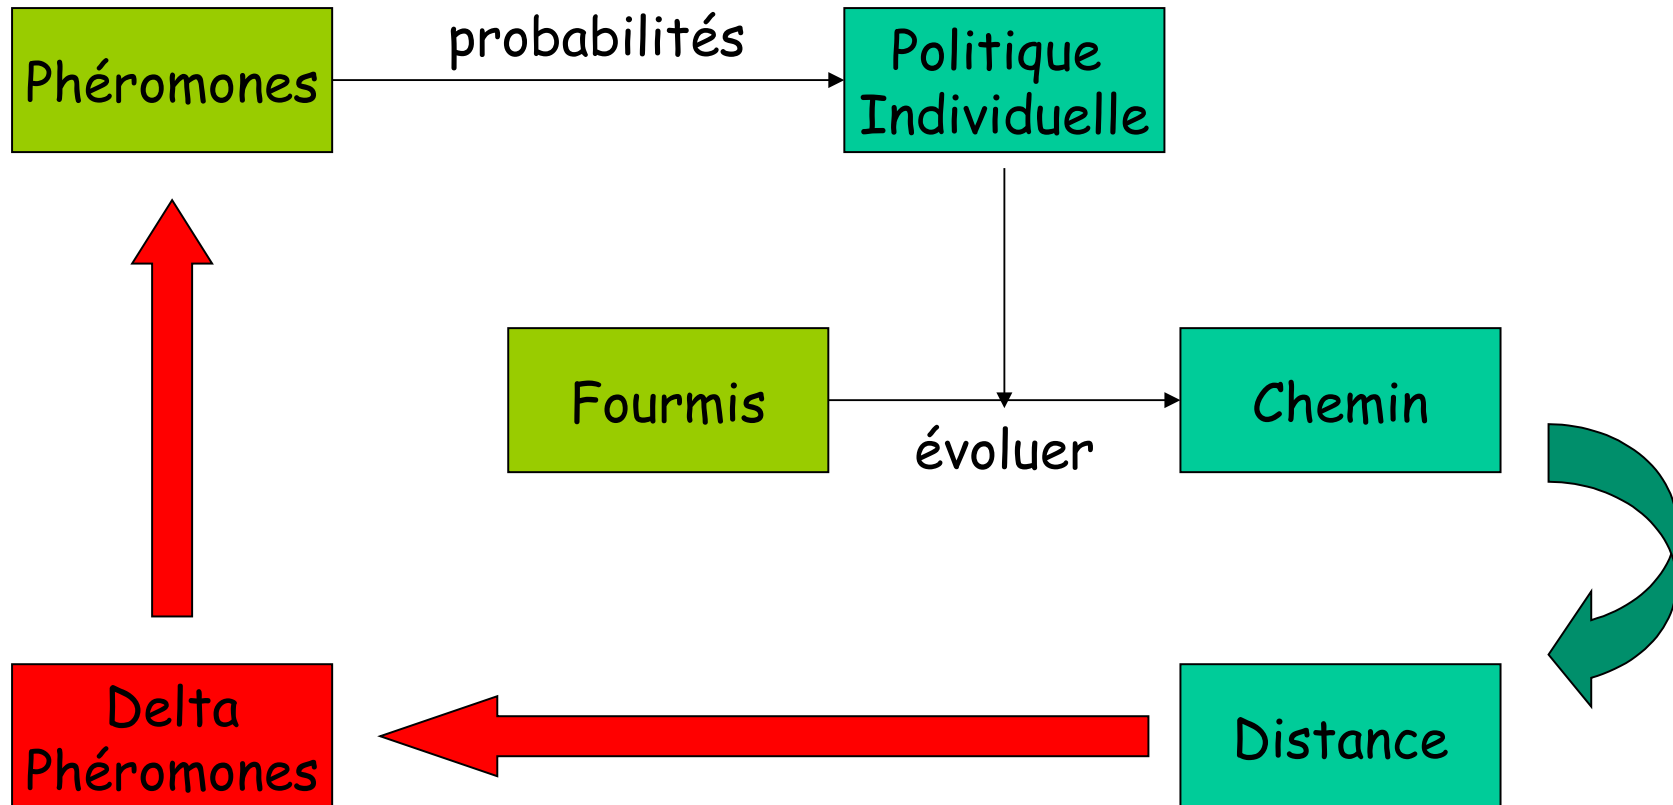 Phéromones
probabilités
Politique
Individuelle
Fourmis
évoluer
Chemin
Delta
Phéromones
Distance